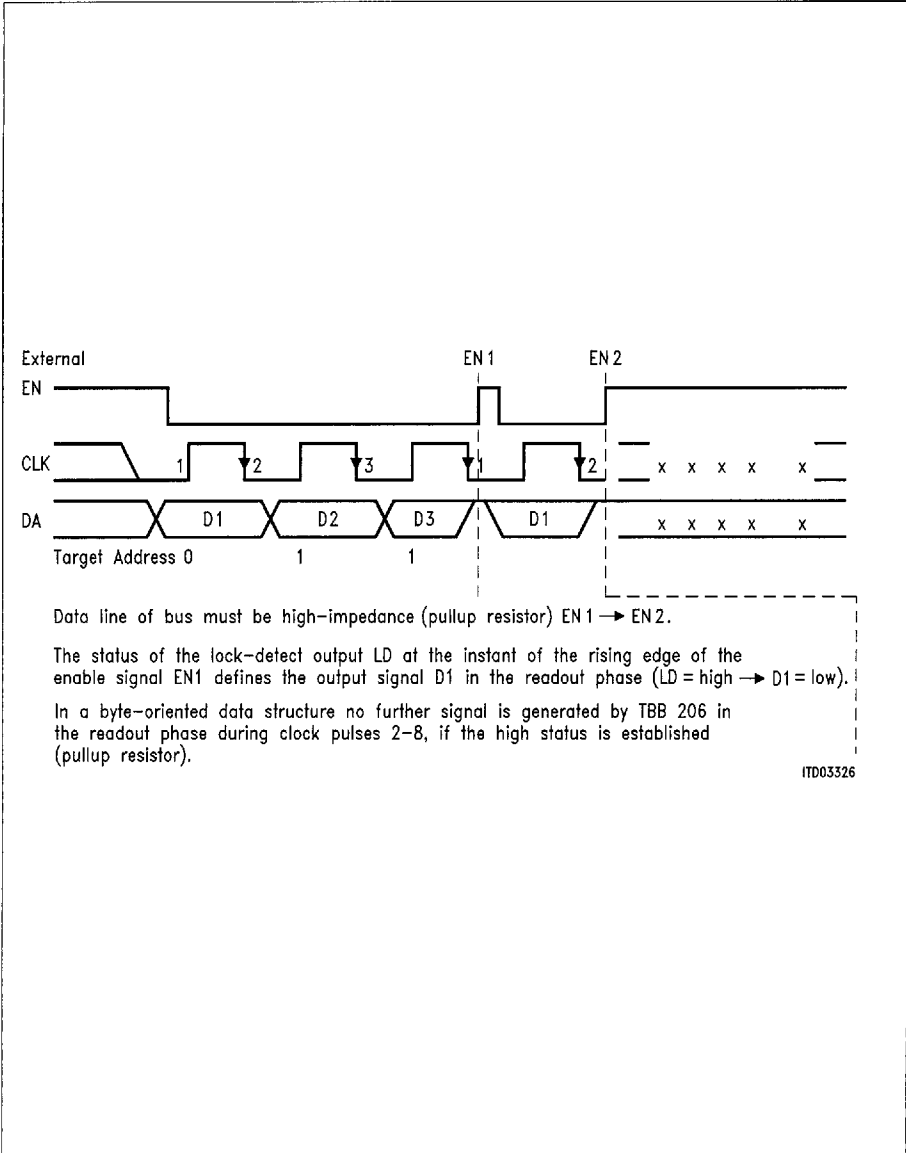 External
EN 1 EN 2
EN
CLK 1 2 3 1 2 x x x x x
DA D1 D2 D3 D1 x x x x x
Target Address 0 1 1
Data line of bus must be high-impedance (pullup resistor) EN 1 → EN 2.
The status of the lock-detect output LD at the instant of the rising edge of the
enable signal EN1 defines the output signal D1 in the readout phase (LD = high → D1 = low).
In a byte-oriented data structure no further signal is generated by TBB 206 in
the readout phase during clock pulses 2-8, if the high status is established
(pullup resistor).
ITD03326